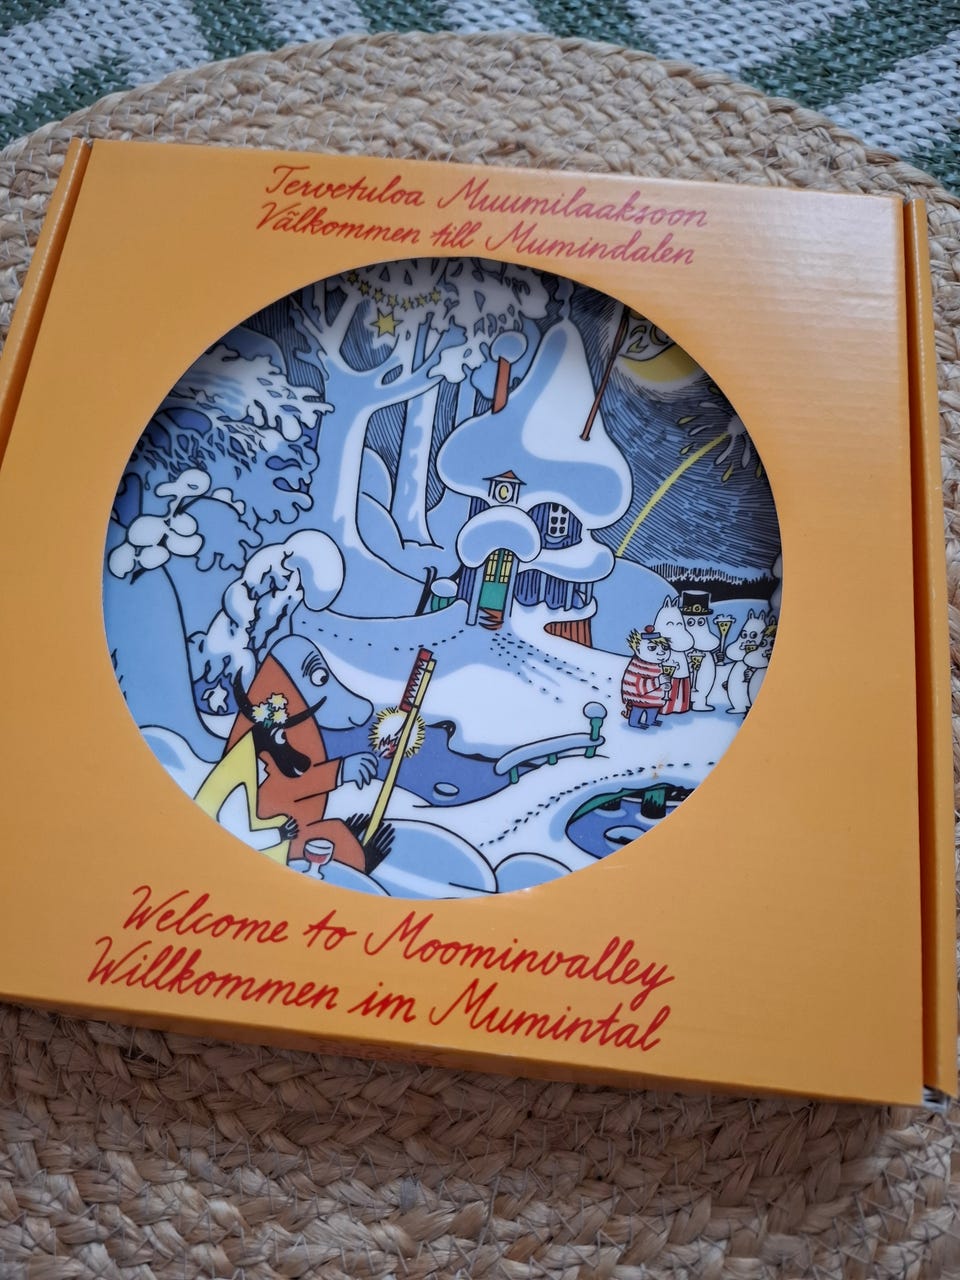 Tervetuloa Muumilaaksoon
Välkommen till Mumindalen
Welcome to Moominvalley
Willkommen im Mumintal